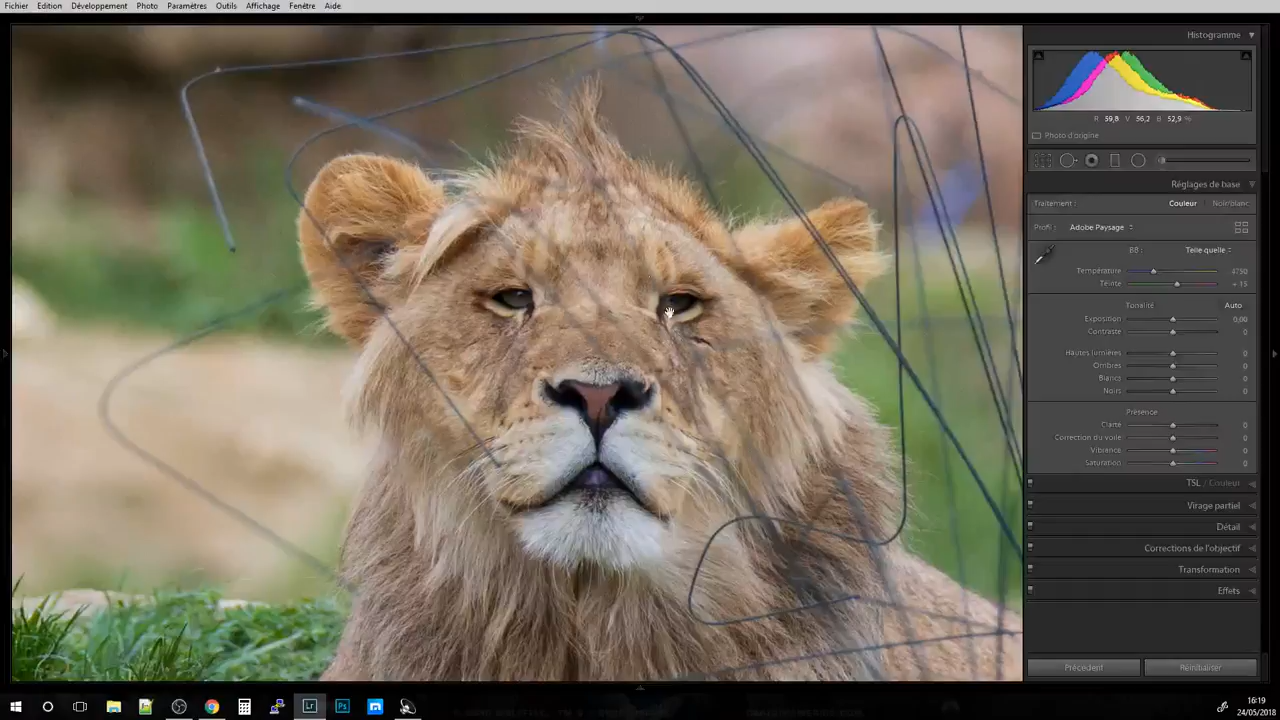 Fichier Edition Développement Photo Paramètres Outils Affichage Fenêtre Aide
Histogramme
R 59,8 V 56,2 B 52,9 %
Photo d'origine
Réglages de base
Traitement : Couleur Noir/blanc
Profil : Adobe Paysage
BB : Telle quelle
Température 4750
Teinte + 15
Tonalité Auto
Exposition 0,00
Contraste 0
Hautes lumières 0
Ombres 0
Blancs 0
Noirs 0
Présence
Clarté 0
Correction du voile 0
Vibrance 0
Saturation 0
TSL / Couleur
Virage partiel
Détail
Corrections de l'objectif
Transformation
Effets
Précédent Réinitialiser
Lr Ps
16:19
24/05/2018